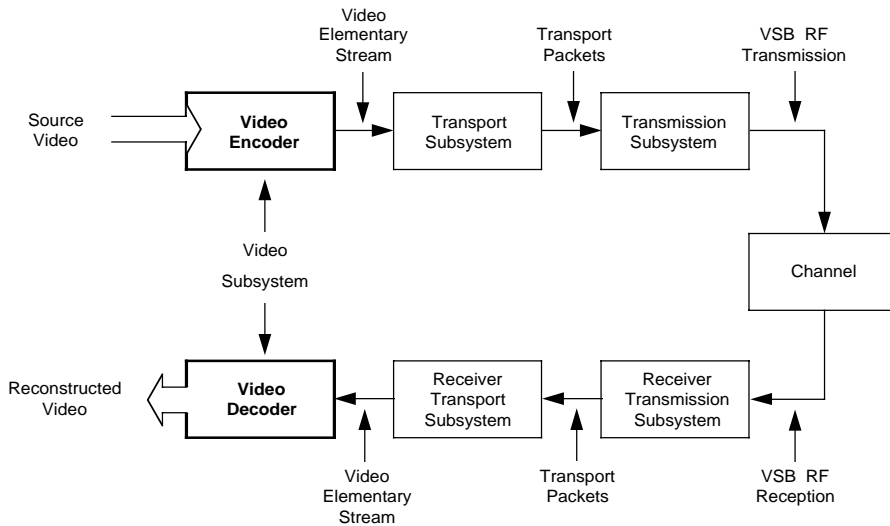 Video
Elementary
Stream
Transport
Packets
VSB RF
Transmission
Source
Video
Video
Encoder
Transport
Subsystem
Transmission
Subsystem
Video
Subsystem
Channel
Reconstructed
Video
Video
Decoder
Receiver
Transport
Subsystem
Receiver
Transmission
Subsystem
Video
Elementary
Stream
Transport
Packets
VSB RF
Reception